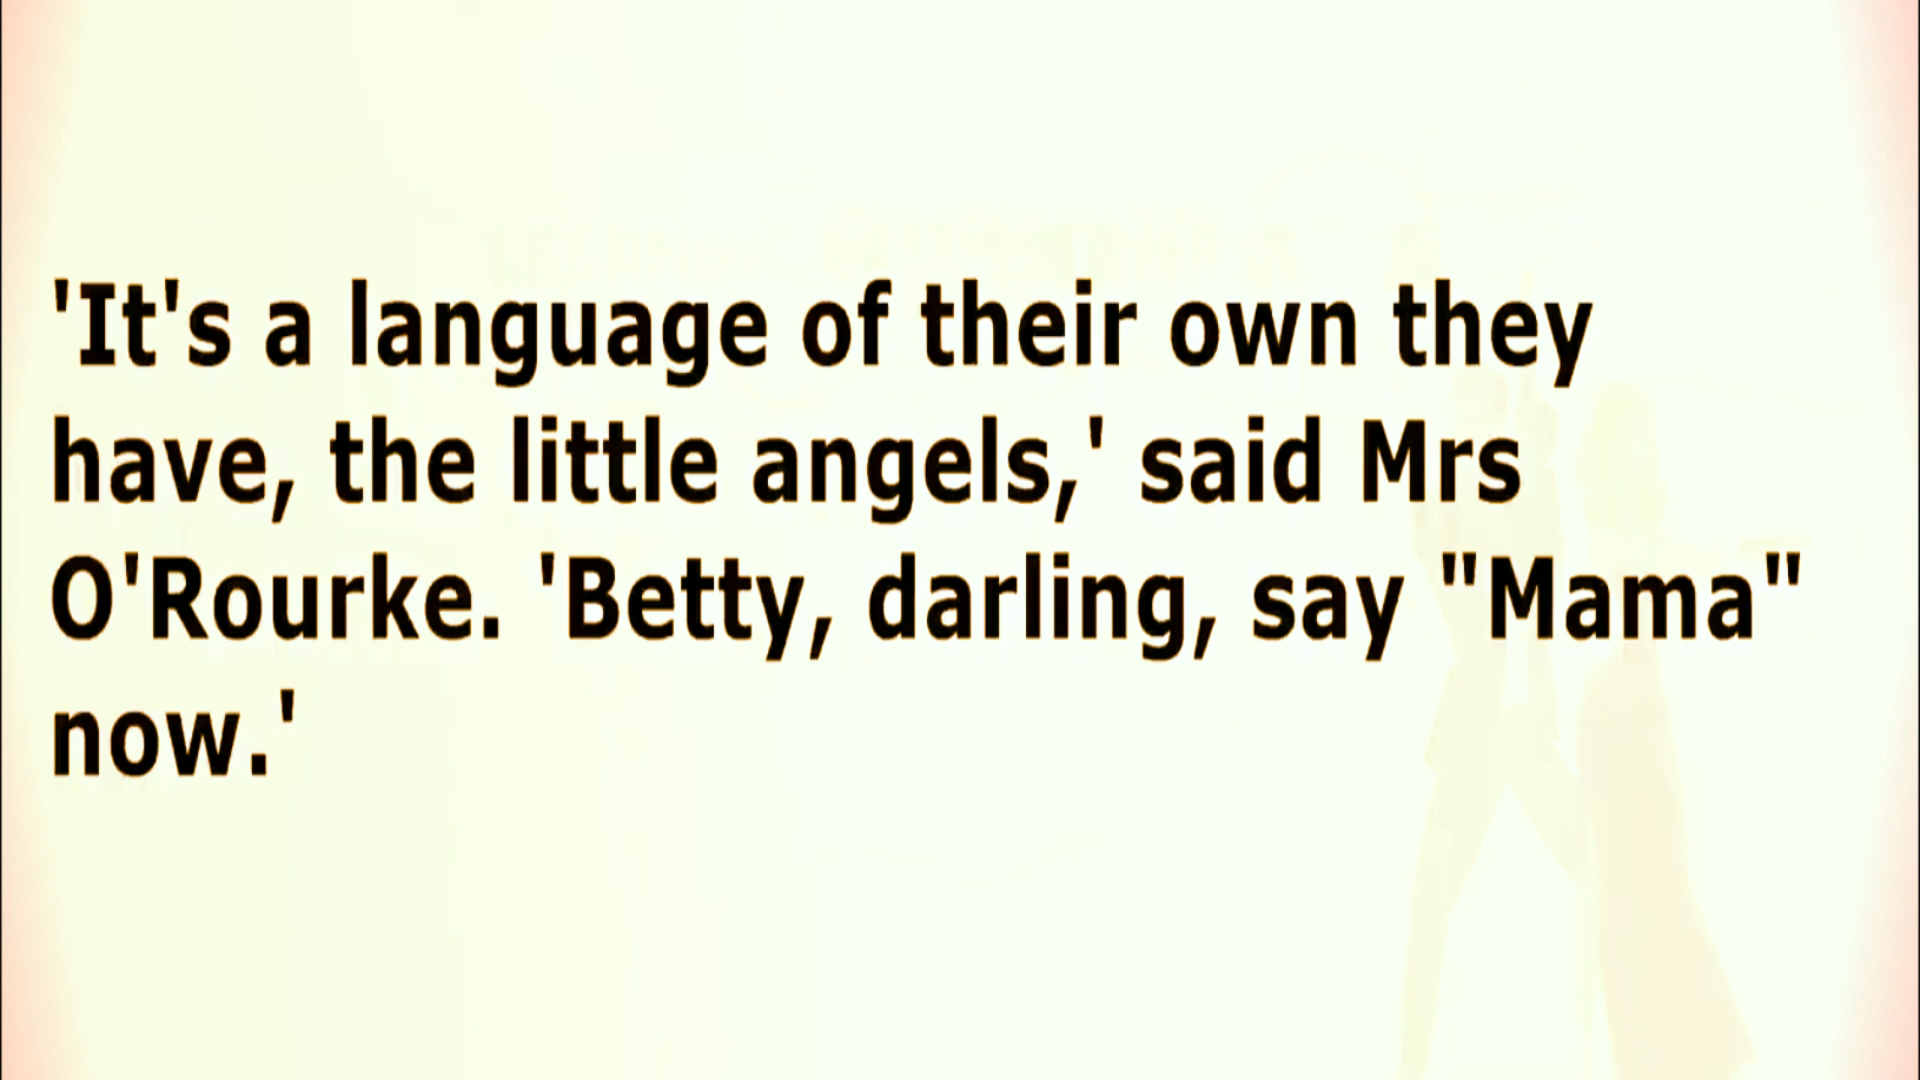 'It's a language of their own they
have, the little angels,' said Mrs
O'Rourke. 'Betty, darling, say "Mama"
now.'